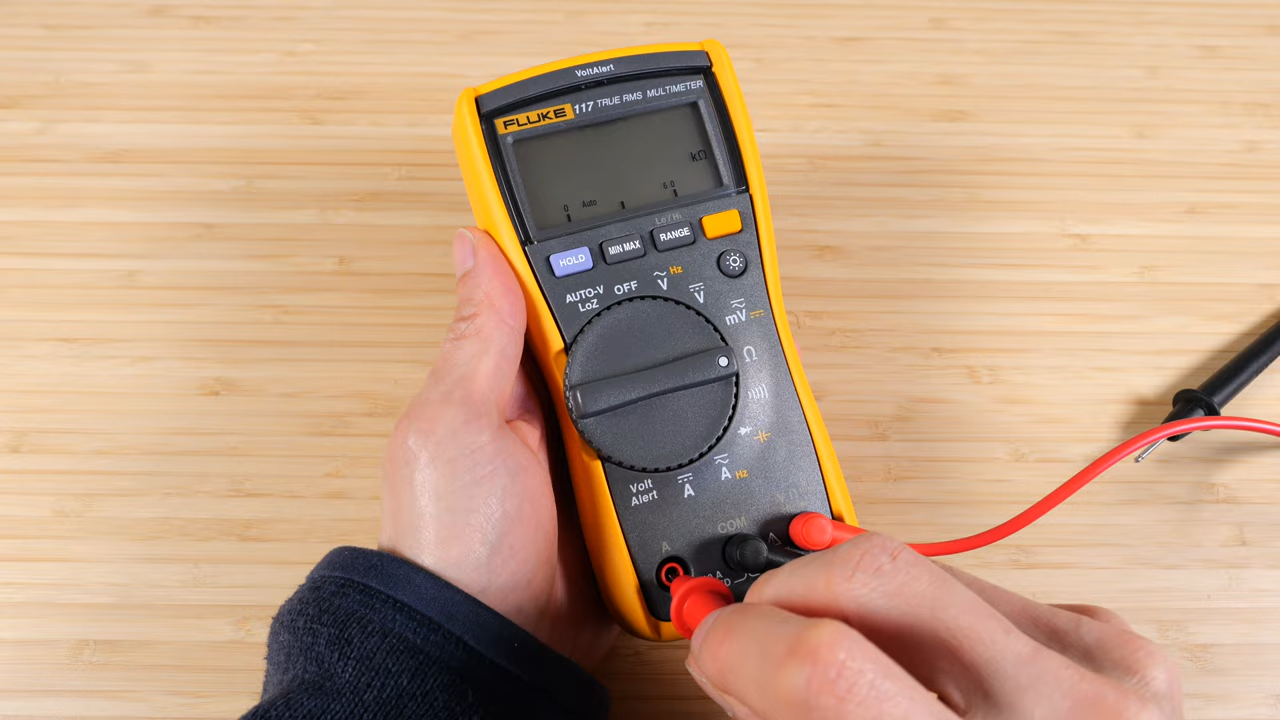 VoltAlert
FLUKE 117 TRUE RMS MULTIMETER
kΩ
0 Auto 60
Lo/Hi
HOLD MIN MAX RANGE
AUTO-V
LoZ
OFF
V Hz
V
mV
Ω
Volt
Alert
A
A Hz
A COM V Ω